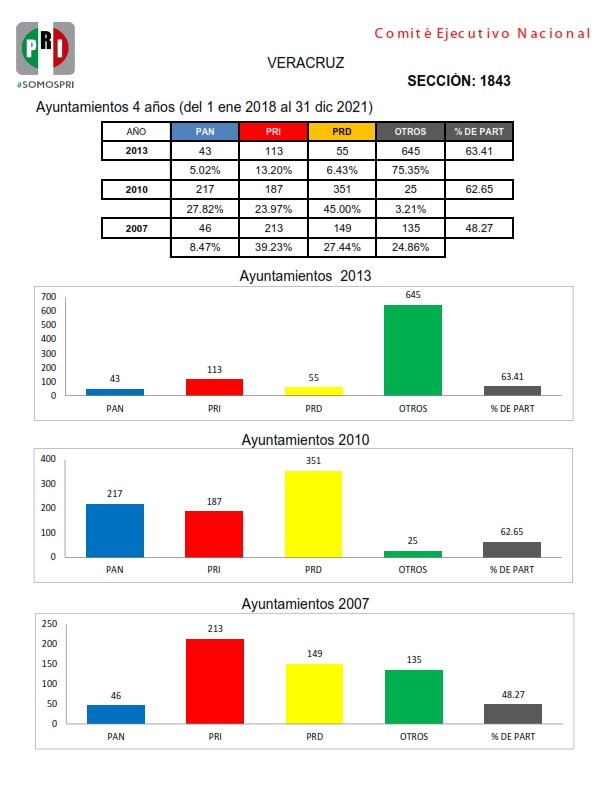 Comité Ejecutivo Nacional
PRI
#SOMOSPRI
VERACRUZ
SECCIÓN: 1843
Ayuntamientos 4 años (del 1 ene 2018 al 31 dic 2021)
AÑO PAN PRI PRD OTROS % DE PART
2013 43 113 55 645 63.41
5.02% 13.20% 6.43% 75.35%
2010 217 187 351 25 62.65
27.82% 23.97% 45.00% 3.21%
2007 46 213 149 135 48.27
8.47% 39.23% 27.44% 24.86%
Ayuntamientos 2013
700
600
500
400
300
200
100
0
43 113 55 645 63.41
PAN PRI PRD OTROS % DE PART
Ayuntamientos 2010
400
300
200
100
0
217 187 351 25 62.65
PAN PRI PRD OTROS % DE PART
Ayuntamientos 2007
250
200
150
100
50
0
46 213 149 135 48.27
PAN PRI PRD OTROS % DE PART